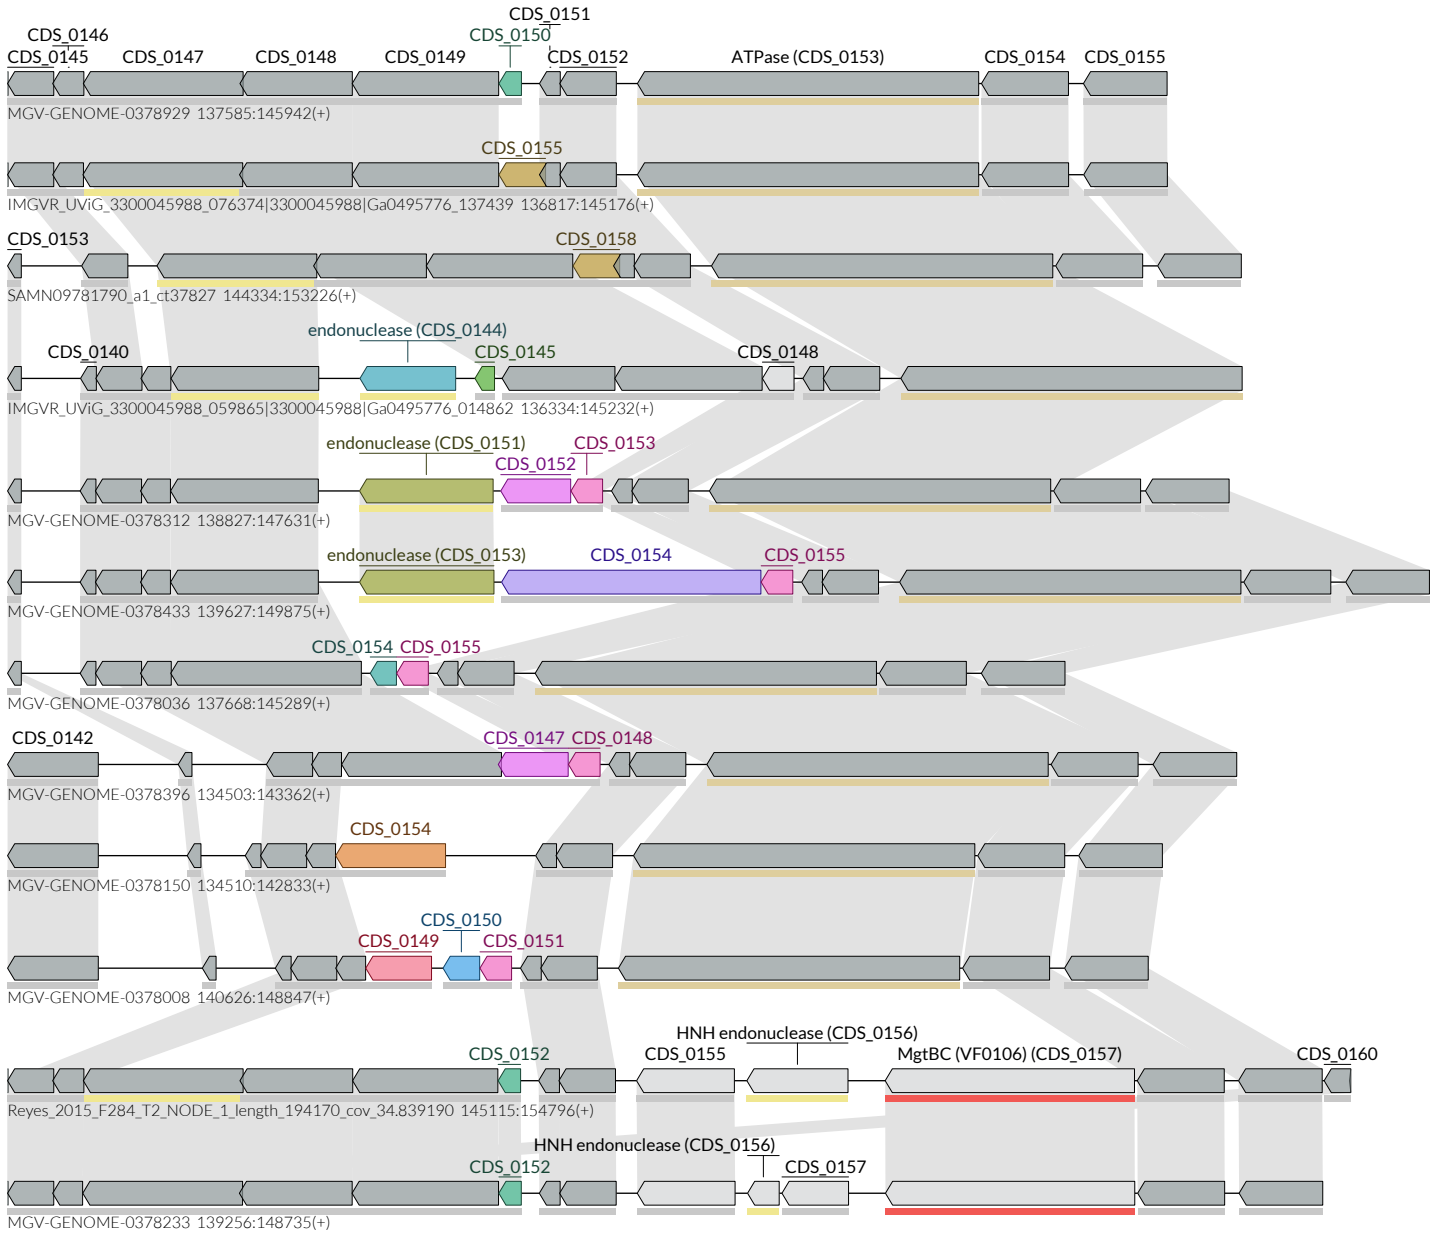 CDS_0151
CDS_0146 CDS_0150
CDS_0145 CDS_0147 CDS_0148 CDS_0149 CDS_0152 ATPase (CDS_0153) CDS_0154 CDS_0155
MGV-GENOME-0378929 137585:145942(+)
CDS_0155
IMGVR_UViG_3300045988_076374|3300045988|Ga0495776_137439 136817:145176(+)
CDS_0153 CDS_0158
SAMN09781790_a1_ct37827 144334:153226(+)
endonuclease (CDS_0144)
CDS_0140 CDS_0145 CDS_0148
IMGVR_UViG_3300045988_059865|3300045988|Ga0495776_014862 136334:145232(+)
endonuclease (CDS_0151) CDS_0153
CDS_0152
MGV-GENOME-0378312 138827:147631(+)
endonuclease (CDS_0153) CDS_0154 CDS_0155
MGV-GENOME-0378433 139627:149875(+)
CDS_0154 CDS_0155
MGV-GENOME-0378036 137668:145289(+)
CDS_0142 CDS_0147 CDS_0148
MGV-GENOME-0378396 134503:143362(+)
CDS_0154
MGV-GENOME-0378150 134510:142833(+)
CDS_0150
CDS_0149 CDS_0151
MGV-GENOME-0378008 140626:148847(+)
HNH endonuclease (CDS_0156)
CDS_0152 CDS_0155 MgtBC (VF0106) (CDS_0157) CDS_0160
Reyes_2015_F284_T2_NODE_1_length_194170_cov_34.839190 145115:154796(+)
HNH endonuclease (CDS_0156)
CDS_0152 CDS_0157
MGV-GENOME-0378233 139256:148735(+)